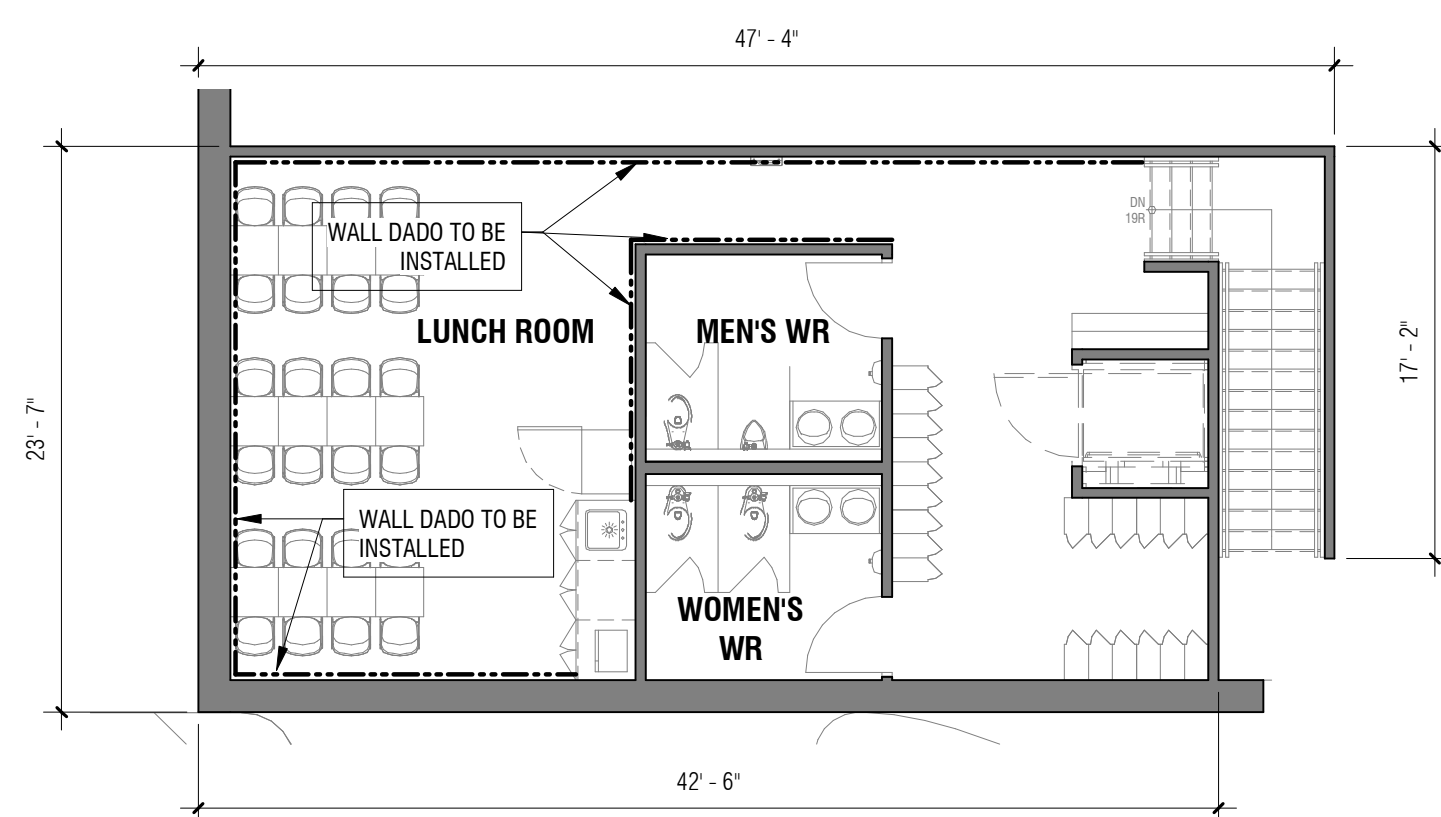 47' - 4"
DN
19R
WALL DADO TO BE
INSTALLED
LUNCH ROOM
MEN'S WR
17' - 2"
23' - 7"
WALL DADO TO BE
INSTALLED
WOMEN'S
WR
42' - 6"